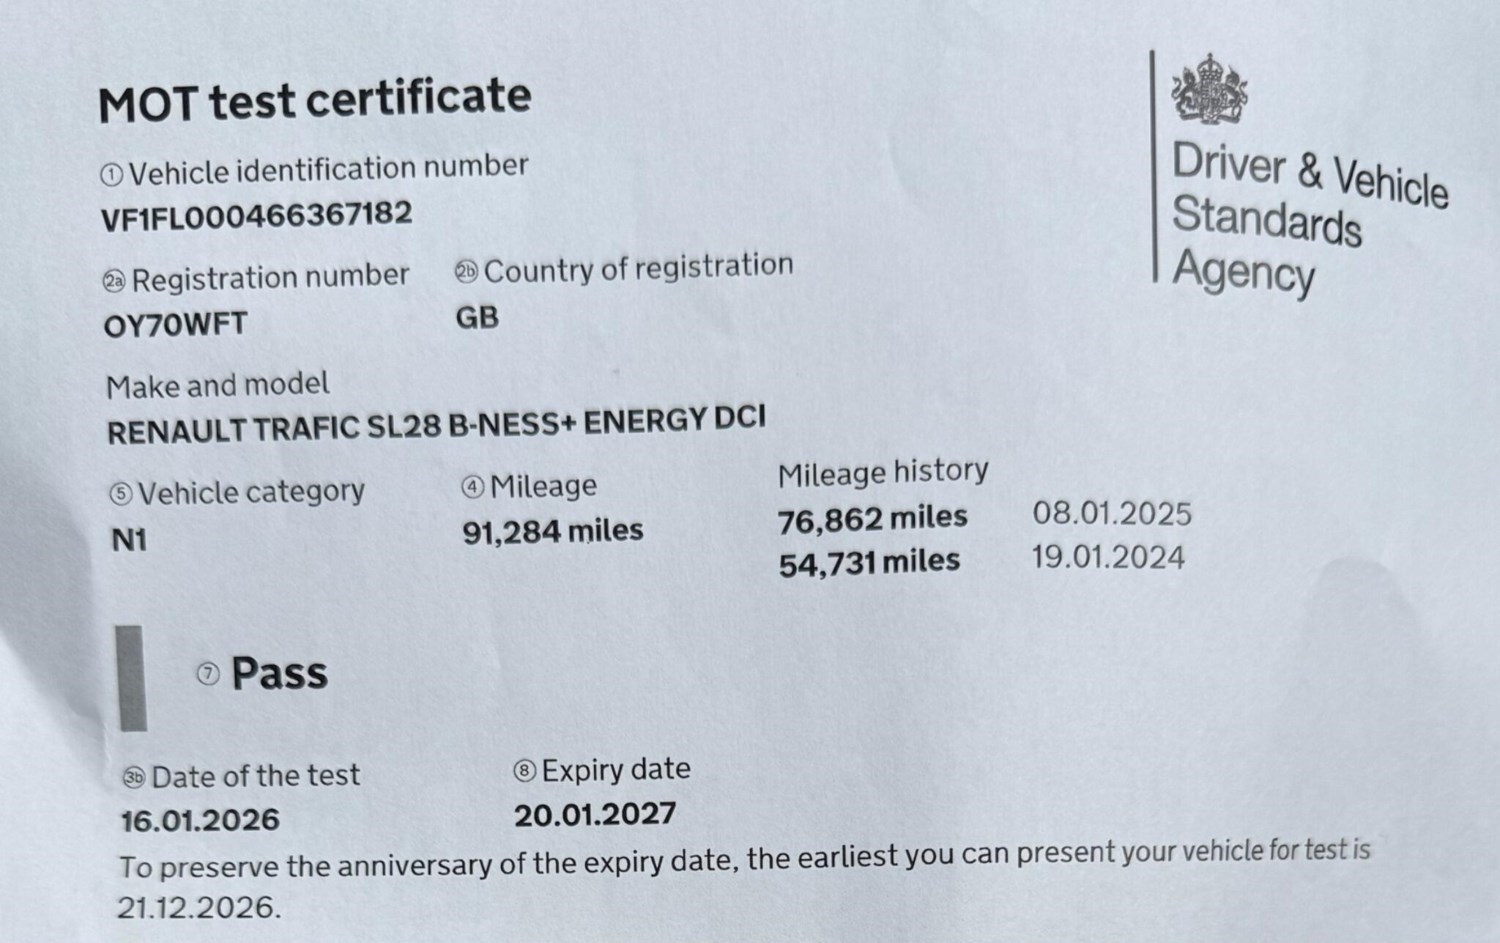 MOT test certificate
① Vehicle identification number
VF1FL000466367182
2a Registration number 2b Country of registration
OY70WFT GB
Make and model
RENAULT TRAFIC SL28 B-NESS+ ENERGY DCI
⑤ Vehicle category ④ Mileage Mileage history
N1 91,284 miles 76,862 miles 08.01.2025
54,731 miles 19.01.2024
⑦ Pass
3b Date of the test ⑧ Expiry date
16.01.2026 20.01.2027
To preserve the anniversary of the expiry date, the earliest you can present your vehicle for test is
21.12.2026.
Driver & Vehicle
Standards
Agency